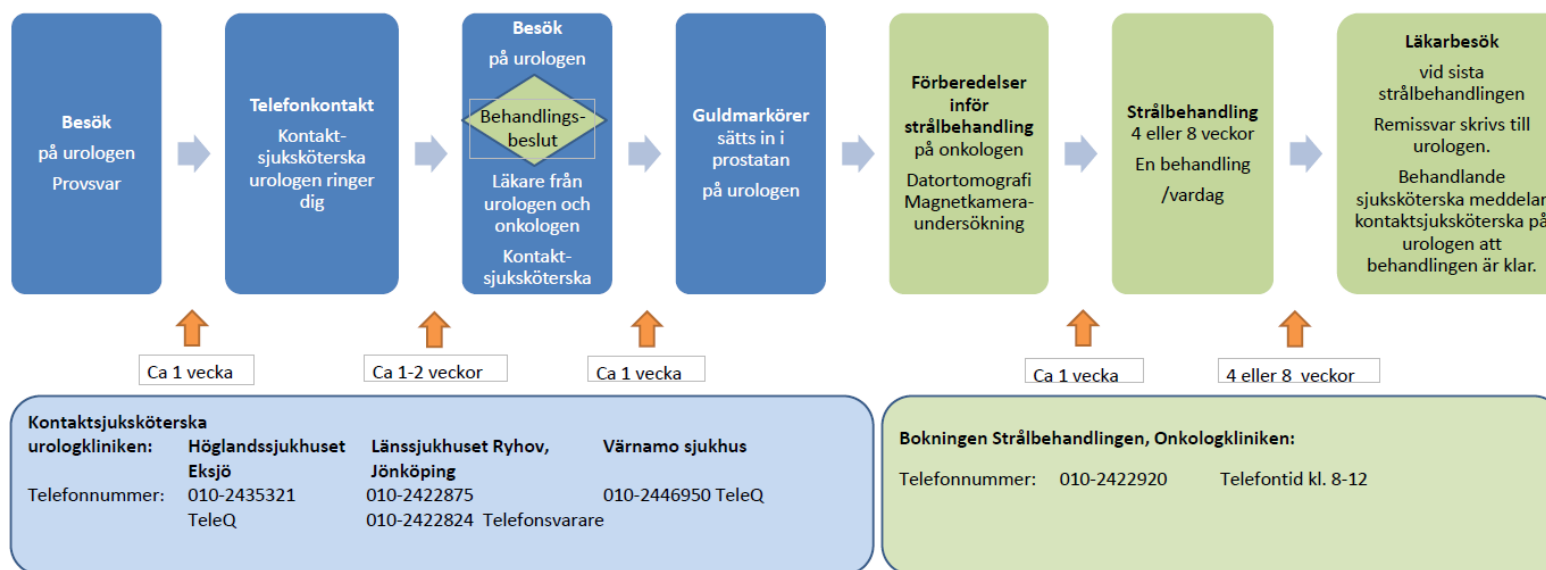 Besök
på urologen
Provsvar
Telefonkontakt
Kontakt-
sjuksköterska
urologen ringer
dig
Besök
på urologen
Behandlings-
beslut
Läkare från
urologen och
onkologen
Kontakt-
sjuksköterska
Guldmarkörer
sätts in i
prostatan
på urologen
Förberedelser
inför
strålbehandling
på onkologen
Datortomografi
Magnetkamera-
undersökning
Strålbehandling
4 eller 8 veckor
En behandling
/vardag
Läkarbesök
vid sista
strålbehandlingen
Remissvar skrivs till
urologen.
Behandlande
sjuksköterska meddelar
kontaktsjuksköterska på
urologen att
behandlingen är klar.
Ca 1 vecka
Ca 1-2 veckor
Ca 1 vecka
Ca 1 vecka
4 eller 8 veckor
Kontaktsjuksköterska
urologkliniken: Höglandssjukhuset Länssjukhuset Ryhov, Värnamo sjukhus
Eksjö Jönköping
Telefonnummer: 010-2435321 010-2422875 010-2446950 TeleQ
TeleQ 010-2422824 Telefonsvarare
Bokningen Strålbehandlingen, Onkologkliniken:
Telefonnummer: 010-2422920 Telefontid kl. 8-12